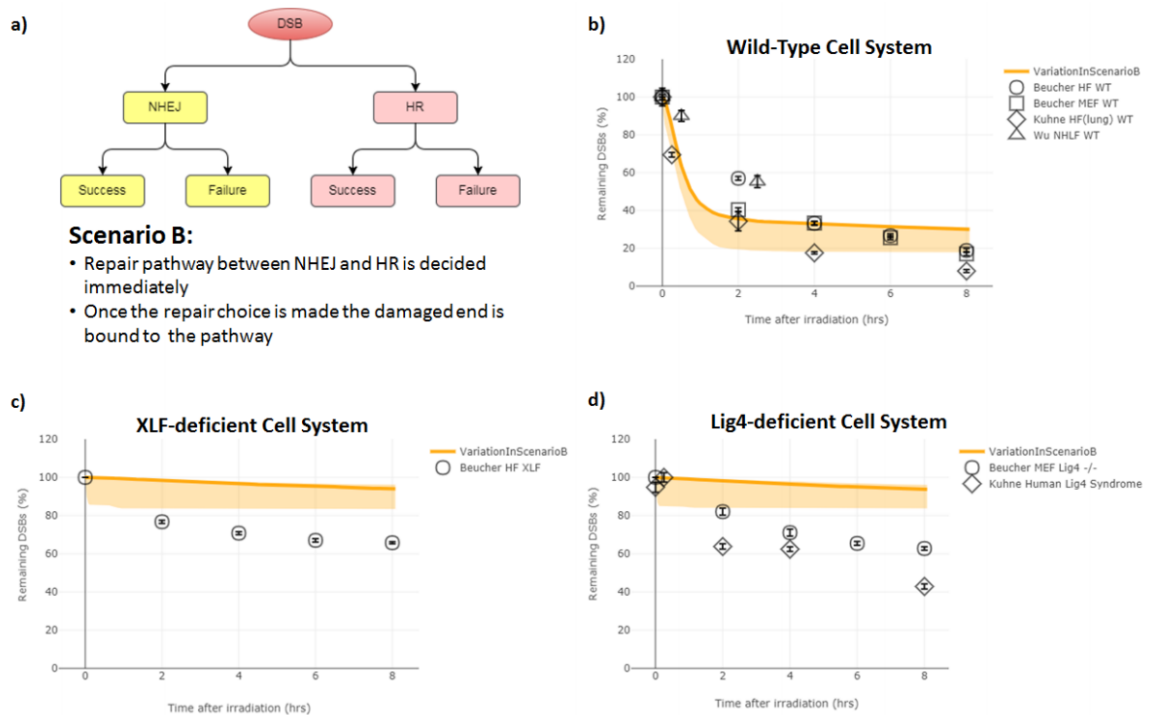 a)
DSB
NHEJ
HR
Success
Failure
Success
Failure
Scenario B:
• Repair pathway between NHEJ and HR is decided
immediately
• Once the repair choice is made the damaged end is
bound to the pathway
b)
Wild-Type Cell System
120
100
80
60
40
20
0
Remaining DSBs (%)
0 2 4 6 8
Time after irradiation (hrs)
VariationInScenarioB
Beucher HF WT
Beucher MEF WT
Kuhne HF(lung) WT
Wu NHLF WT
c)
XLF-deficient Cell System
120
100
80
60
40
20
0
Remaining DSBs (%)
0 2 4 6 8
Time after irradiation (hrs)
VariationInScenarioB
Beucher HF XLF
d)
Lig4-deficient Cell System
120
100
80
60
40
20
0
Remaining DSBs (%)
0 2 4 6 8
Time after irradiation (hrs)
VariationInScenarioB
Beucher MEF Lig4 -/-
Kuhne Human Lig4 Syndrome